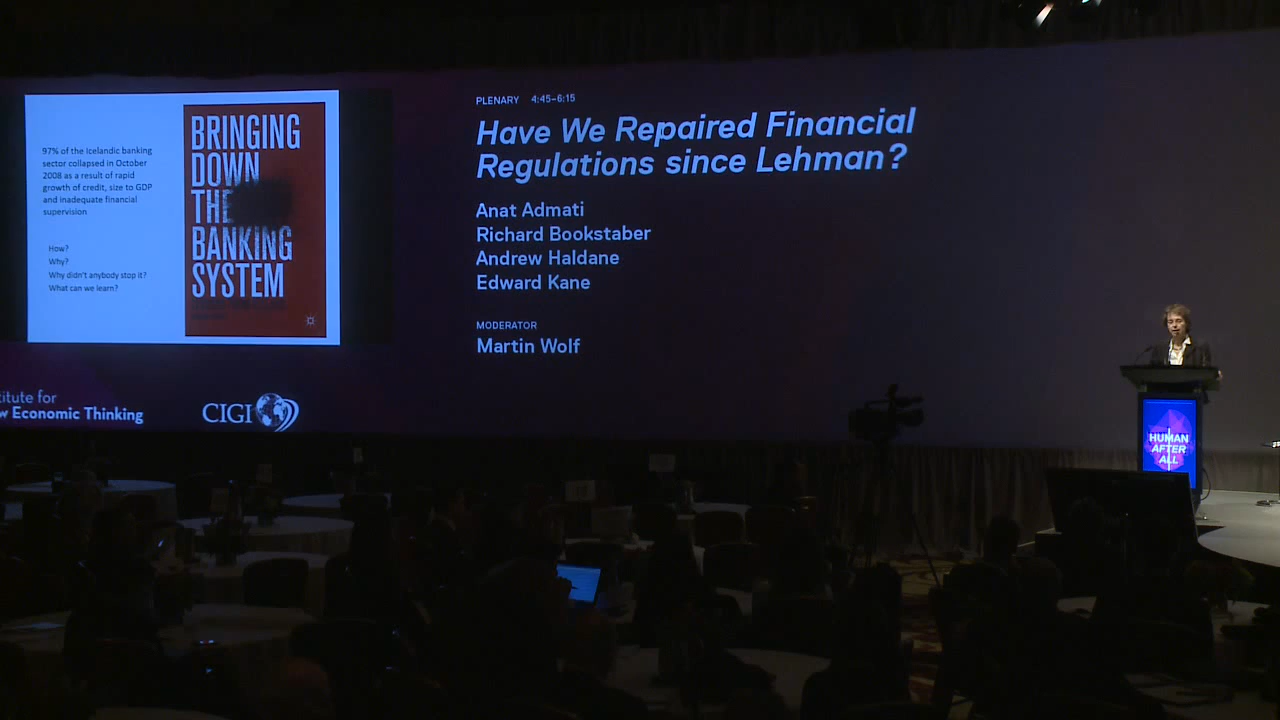 97% of the Icelandic banking
sector collapsed in October
2008 as a result of rapid
growth of credit, size to GDP
and inadequate financial
supervision
How?
Why?
Why didn't anybody stop it?
What can we learn?
BRINGING
DOWN
THE
BANKING
SYSTEM
PLENARY 4:45–6:15
Have We Repaired Financial
Regulations since Lehman?
Anat Admati
Richard Bookstaber
Andrew Haldane
Edward Kane
MODERATOR
Martin Wolf
titute for
w Economic Thinking
CIGI
HUMAN
AFTER
ALL